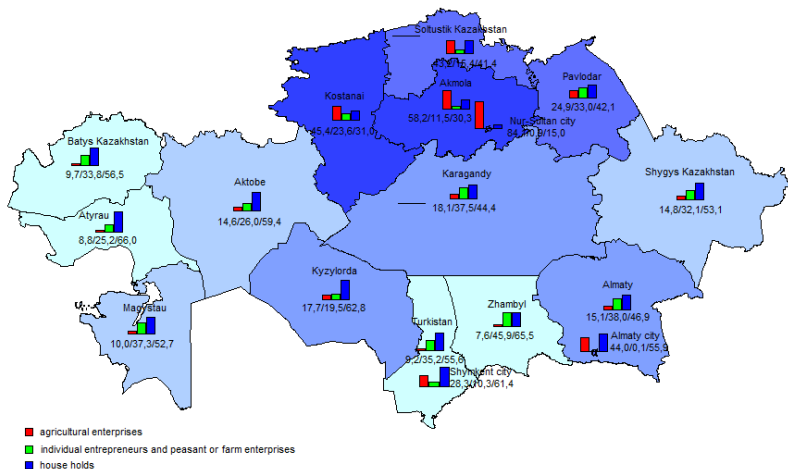 Soltustik Kazakhstan
43,2/15,4/41,4
Pavlodar
24,9/33,0/42,1
Kostanai
45,4/23,6/31,0
Akmola
58,2/11,5/30,3
Nur-Sultan city
84,1/0,9/15,0
Batys Kazakhstan
9,7/33,8/56,5
Aktobe
14,6/26,0/59,4
Karagandy
18,1/37,5/44,4
Shygys Kazakhstan
14,8/32,1/53,1
Atyrau
8,8/25,2/66,0
Kyzylorda
17,7/19,5/62,8
Magystau
10,0/37,3/52,7
Turkistan
9,2/35,2/55,6
Zhambyl
7,6/45,9/65,5
Almaty
15,1/38,0/46,9
Almaty city
44,0/0,1/55,9
Shymkent city
28,3/10,3/61,4
agricultural enterprises
individual entrepreneurs and peasant or farm enterprises
house holds